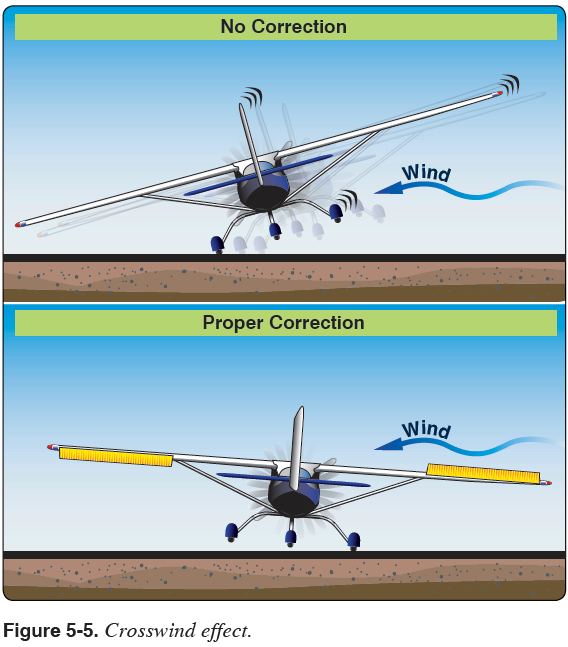 No Correction
Wind
Proper Correction
Wind
Figure 5-5. Crosswind effect.